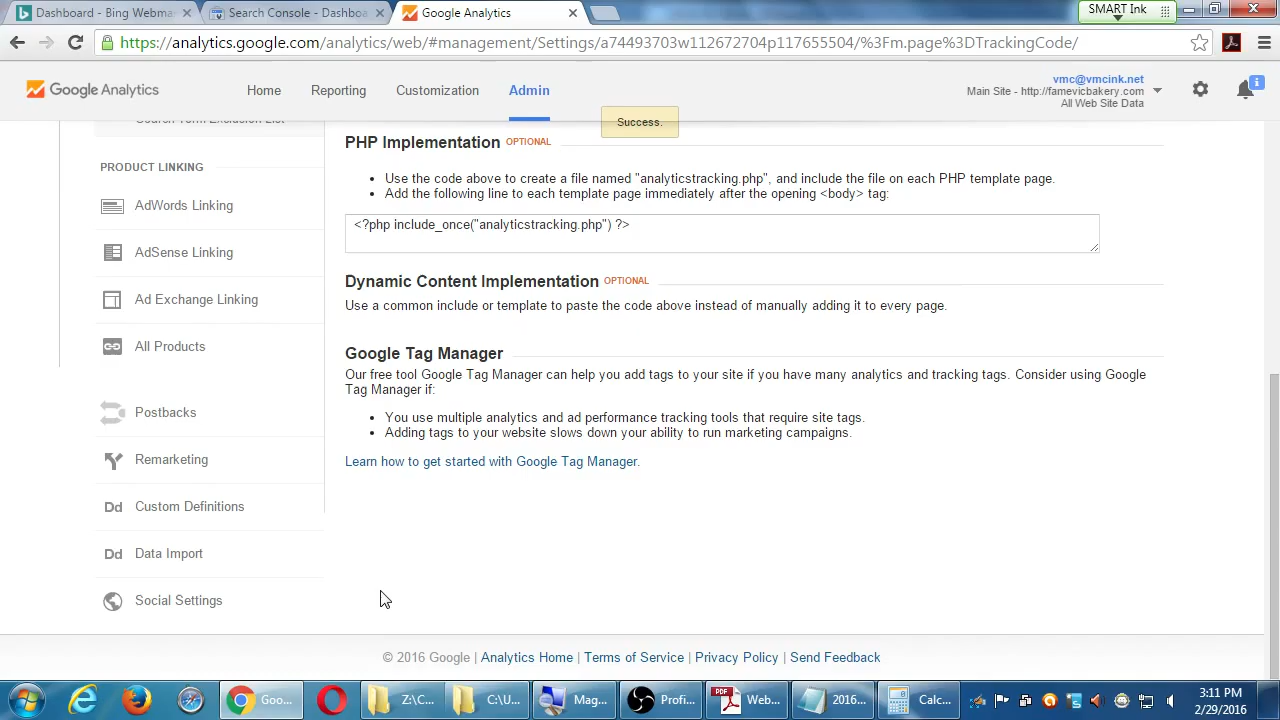 Dashboard - Bing Webma
Search Console - Dashboa
Google Analytics
SMART Ink
https://analytics.google.com/analytics/web/#management/Settings/a74493703w112672704p117655504/%3Fm.page%3DTrackingCode/
Google Analytics
Home
Reporting
Customization
Admin
vmc@vmcink.net
Main Site - http://famevicbakery.com
All Web Site Data
Success.
Search Term Exclusion List
PRODUCT LINKING
AdWords Linking
AdSense Linking
Ad Exchange Linking
All Products
Postbacks
Remarketing
Dd Custom Definitions
Dd Data Import
Social Settings
PHP Implementation OPTIONAL
• Use the code above to create a file named "analyticstracking.php", and include the file on each PHP template page.
• Add the following line to each template page immediately after the opening <body> tag:
<?php include_once("analyticstracking.php") ?>
Dynamic Content Implementation OPTIONAL
Use a common include or template to paste the code above instead of manually adding it to every page.
Google Tag Manager
Our free tool Google Tag Manager can help you add tags to your site if you have many analytics and tracking tags. Consider using Google
Tag Manager if:
• You use multiple analytics and ad performance tracking tools that require site tags.
• Adding tags to your website slows down your ability to run marketing campaigns.
Learn how to get started with Google Tag Manager.
© 2016 Google | Analytics Home | Terms of Service | Privacy Policy | Send Feedback
Goo...
Z:\C...
C:\U...
Mag...
Profi...
PDF
Web...
2016...
Calc...
3:11 PM
2/29/2016